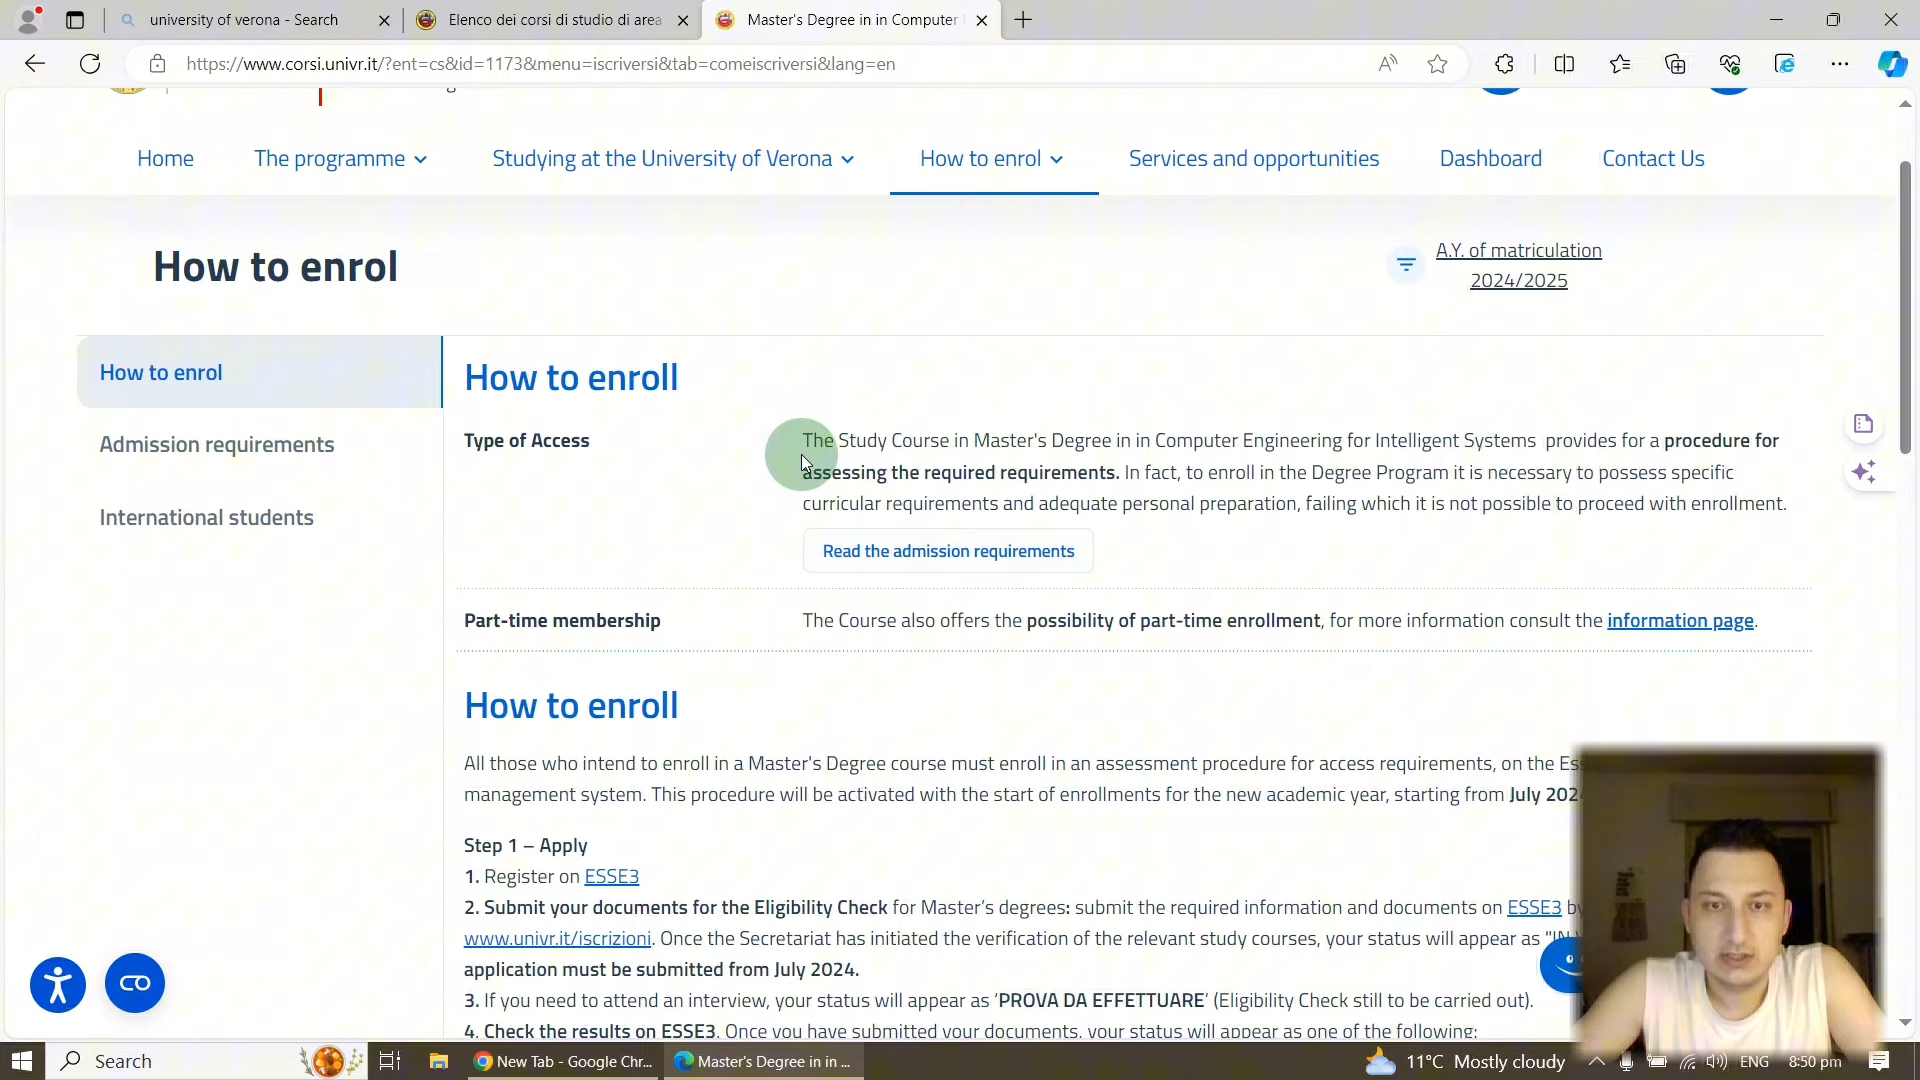 university of verona - Search
Elenco dei corsi di studio di area
Master's Degree in in Computer
https://www.corsi.univr.it/?ent=cs&id=1173&menu=iscriversi&tab=comeiscriversi&lang=en
Home
The programme
Studying at the University of Verona
How to enrol
Services and opportunities
Dashboard
Contact Us
How to enrol
A.Y. of matriculation
2024/2025
How to enrol
Admission requirements
International students
How to enroll
Type of Access
The Study Course in Master's Degree in in Computer Engineering for Intelligent Systems provides for a procedure for
assessing the required requirements. In fact, to enroll in the Degree Program it is necessary to possess specific
curricular requirements and adequate personal preparation, failing which it is not possible to proceed with enrollment.
Read the admission requirements
Part-time membership
The Course also offers the possibility of part-time enrollment, for more information consult the information page.
How to enroll
All those who intend to enroll in a Master's Degree course must enroll in an assessment procedure for access requirements, on the Es
management system. This procedure will be activated with the start of enrollments for the new academic year, starting from July 202
Step 1 – Apply
1. Register on ESSE3
2. Submit your documents for the Eligibility Check for Master’s degrees: submit the required information and documents on ESSE3 by
www.univr.it/iscrizioni. Once the Secretariat has initiated the verification of the relevant study courses, your status will appear as "IN
application must be submitted from July 2024.
3. If you need to attend an interview, your status will appear as ‘PROVA DA EFFETTUARE’ (Eligibility Check still to be carried out).
4. Check the results on ESSE3. Once you have submitted your documents, your status will appear as one of the following:
Search
New Tab - Google Chr...
Master's Degree in in ...
11°C Mostly cloudy
ENG
8:50 pm